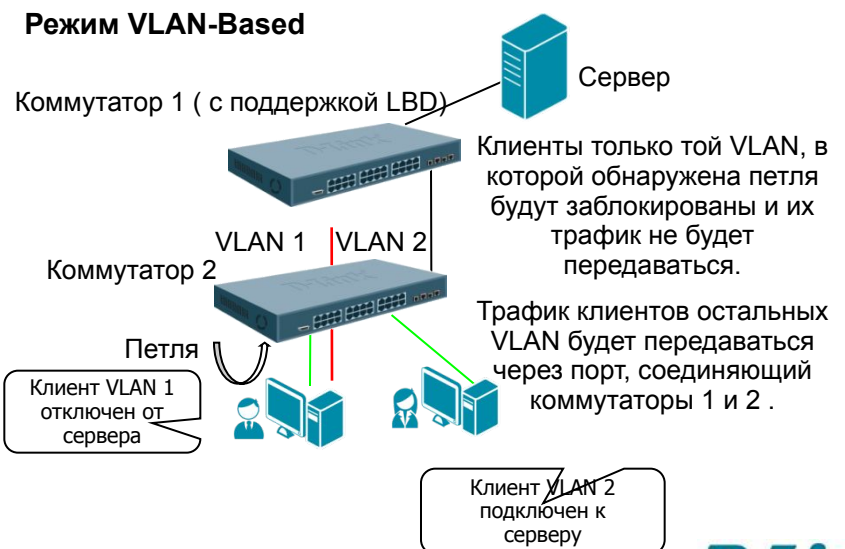 Режим VLAN-Based
Сервер
Коммутатор 1 ( с поддержкой LBD)
Клиенты только той VLAN, в
которой обнаружена петля
будут заблокированы и их
трафик не будет
передаваться.
VLAN 1
VLAN 2
Коммутатор 2
Трафик клиентов остальных
VLAN будет передаваться
через порт, соединяющий
коммутаторы 1 и 2 .
Петля
Клиент VLAN 1
отключен от
сервера
Клиент VLAN 2
подключен к
серверу